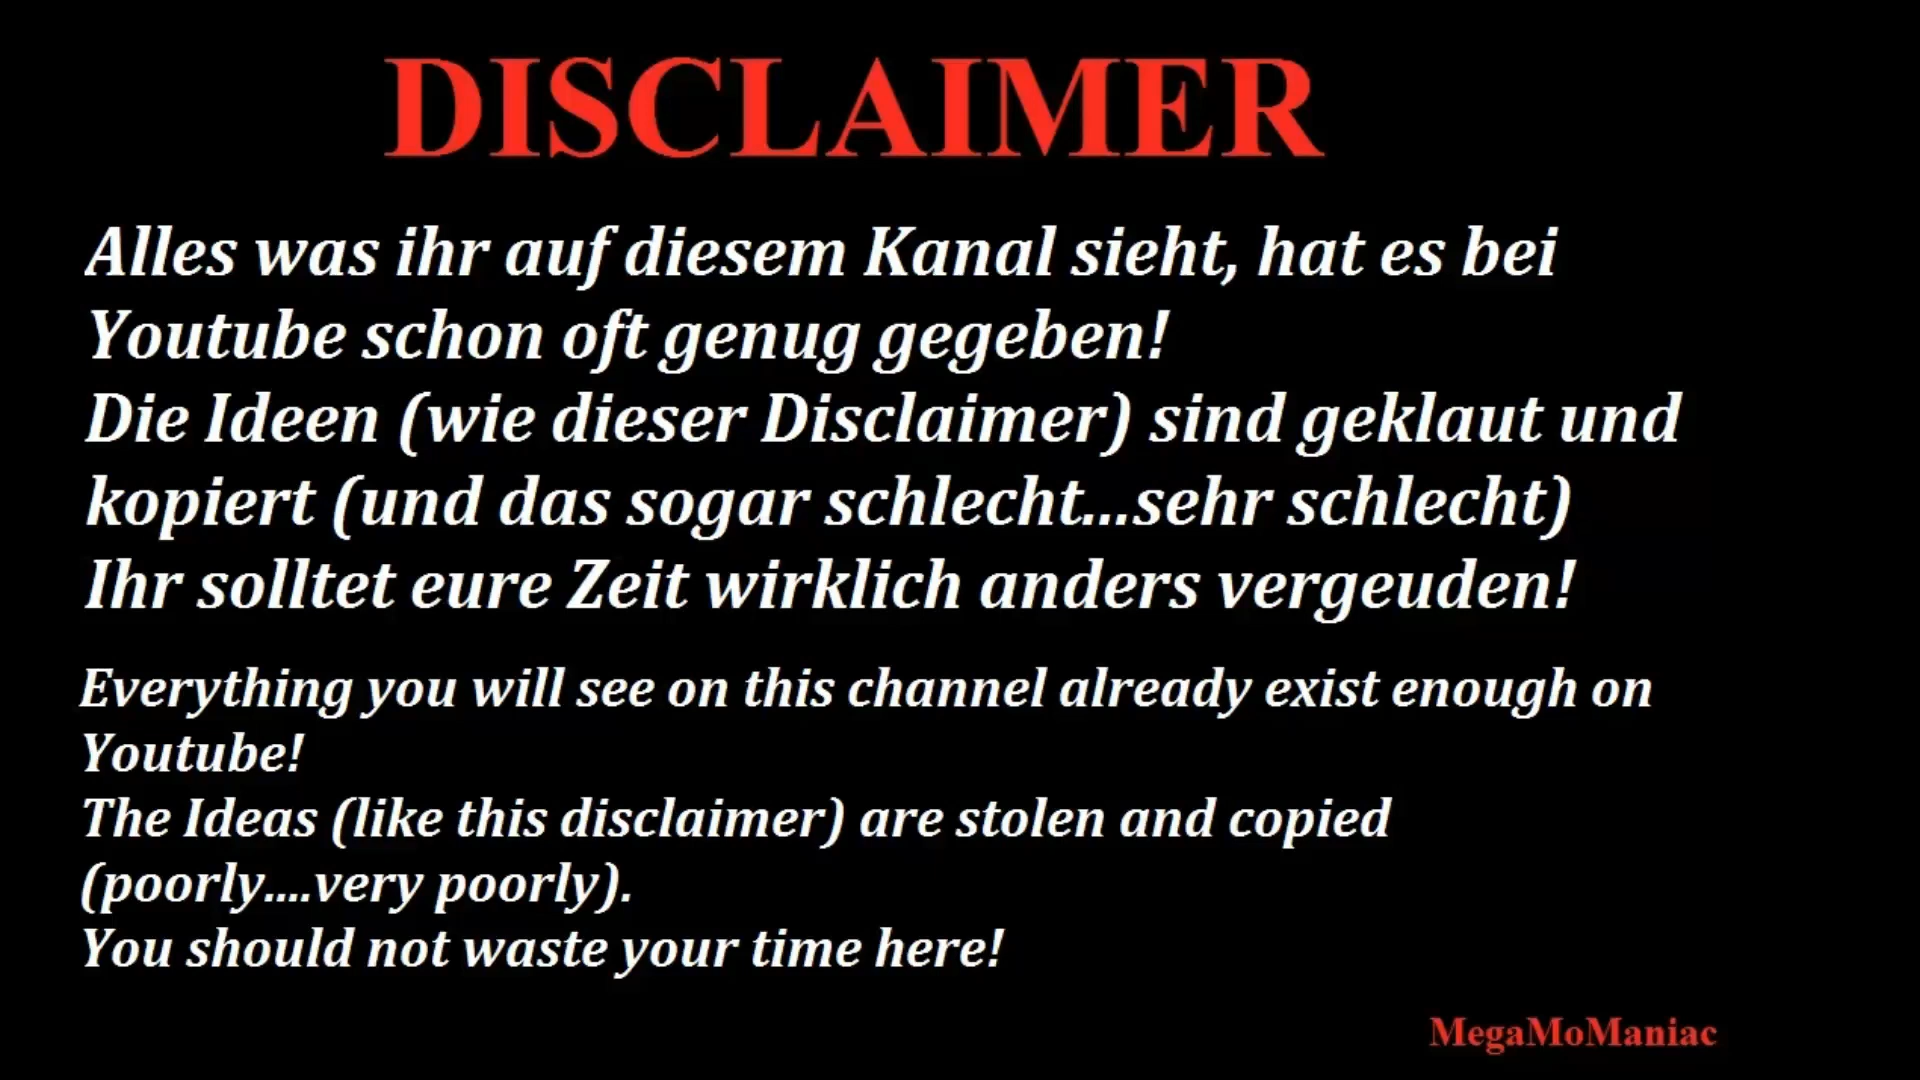 DISCLAIMER
Alles was ihr auf diesem Kanal sieht, hat es bei
Youtube schon oft genug gegeben!
Die Ideen (wie dieser Disclaimer) sind geklaut und
kopiert (und das sogar schlecht...sehr schlecht)
Ihr solltet eure Zeit wirklich anders vergeuden!
Everything you will see on this channel already exist enough on
Youtube!
The Ideas (like this disclaimer) are stolen and copied
(poorly....very poorly).
You should not waste your time here!
MegaMoManiac